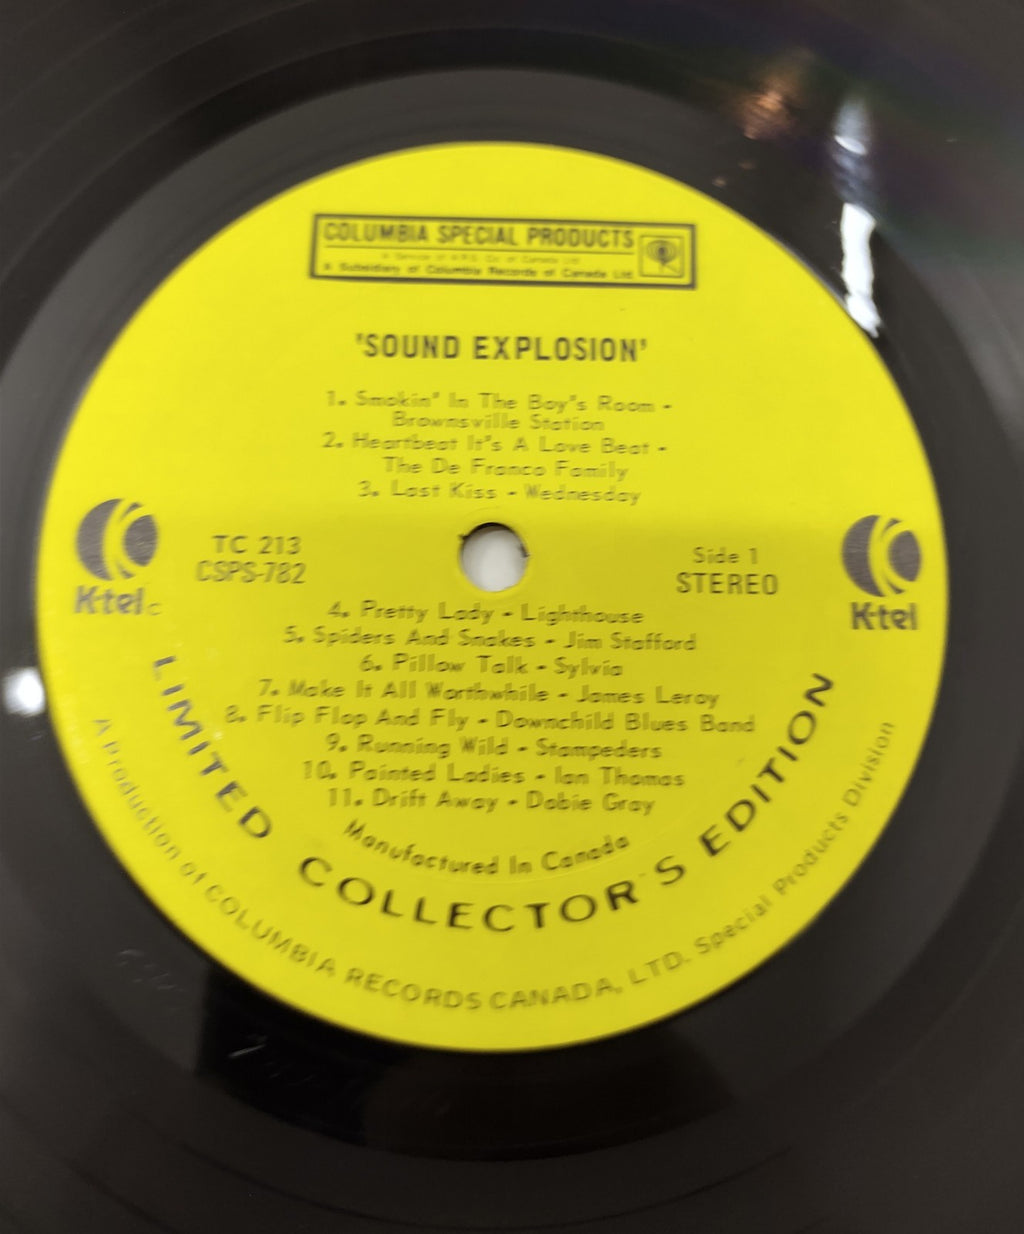 COLUMBIA SPECIAL PRODUCTS
A Service of A.R.S. Co. of Canada Ltd.
A Subsidiary of Columbia Records of Canada Ltd.
'SOUND EXPLOSION'
1. Smokin' In The Boy's Room -
Brownsville Station
2. Heartbeat It's A Love Beat -
The De Franco Family
3. Last Kiss - Wednesday
TC 213
CSPS-782
Side 1
STEREO
K-tel
K-tel
4. Pretty Lady - Lighthouse
5. Spiders And Snakes - Jim Stafford
6. Pillow Talk - Sylvia
7. Make It All Worthwhile - James Leroy
8. Flip Flop And Fly - Downchild Blues Band
9. Running Wild - Stampeders
10. Painted Ladies - Ian Thomas
11. Drift Away - Dobie Gray
Manufactured In Canada
LIMITED COLLECTOR'S EDITION
A Production of COLUMBIA RECORDS CANADA, LTD. Special Products Division